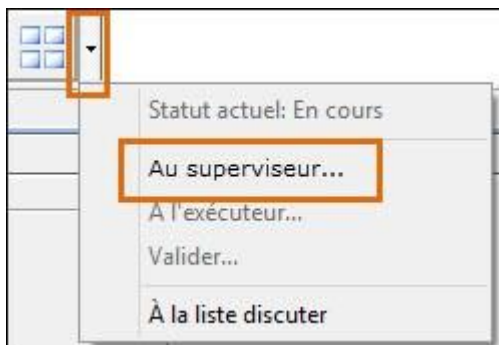 Statut actuel: En cours
Au superviseur...
À l'exécuteur...
Valider...
À la liste discuter